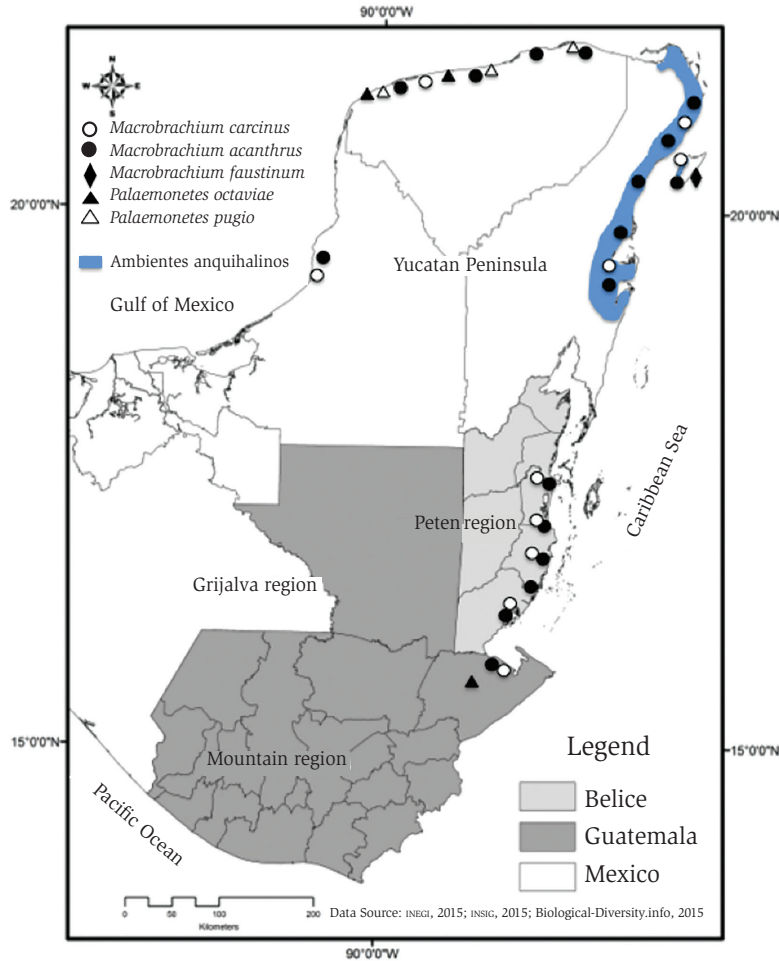 90°0'0"W
N
W E
S
Macrobrachium carcinus
Macrobrachium acanthrus
Macrobrachium faustinum
Palaemonetes octaviae
Palaemonetes pugio
Ambientes anquihalinos
20°0'0"N
20°0'0"N
Yucatan Peninsula
Gulf of Mexico
Caribbean Sea
Peten region
Grijalva region
15°0'0"N
15°0'0"N
Mountain region
Pacific Ocean
Legend
Belice
Guatemala
Mexico
0 50 100 200
Kilometers
Data Source: INEGI, 2015; INSIG, 2015; Biological-Diversity.info, 2015
90°0'0"W